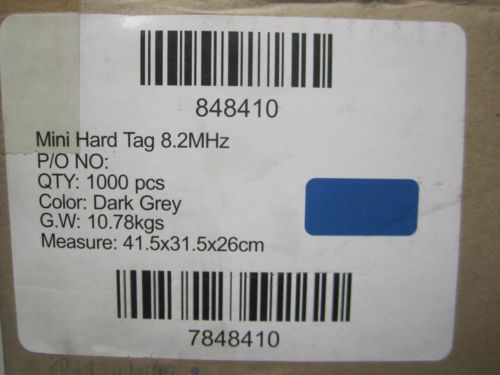 848410
Mini Hard Tag 8.2MHz
P/O NO:
QTY: 1000 pcs
Color: Dark Grey
G.W: 10.78kgs
Measure: 41.5x31.5x26cm
7848410